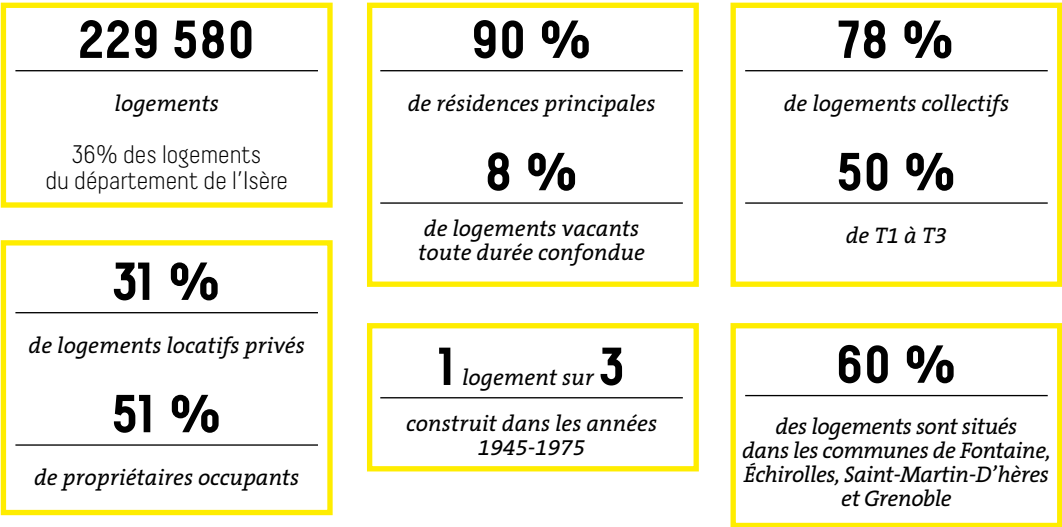 229 580
logements
36% des logements
du département de l'Isère
31 %
de logements locatifs privés
51 %
de propriétaires occupants
90 %
de résidences principales
8 %
de logements vacants
toute durée confondue
1 logement sur 3
construit dans les années
1945-1975
78 %
de logements collectifs
50 %
de T1 à T3
60 %
des logements sont situés
dans les communes de Fontaine,
Échirolles, Saint-Martin-D'hères
et Grenoble